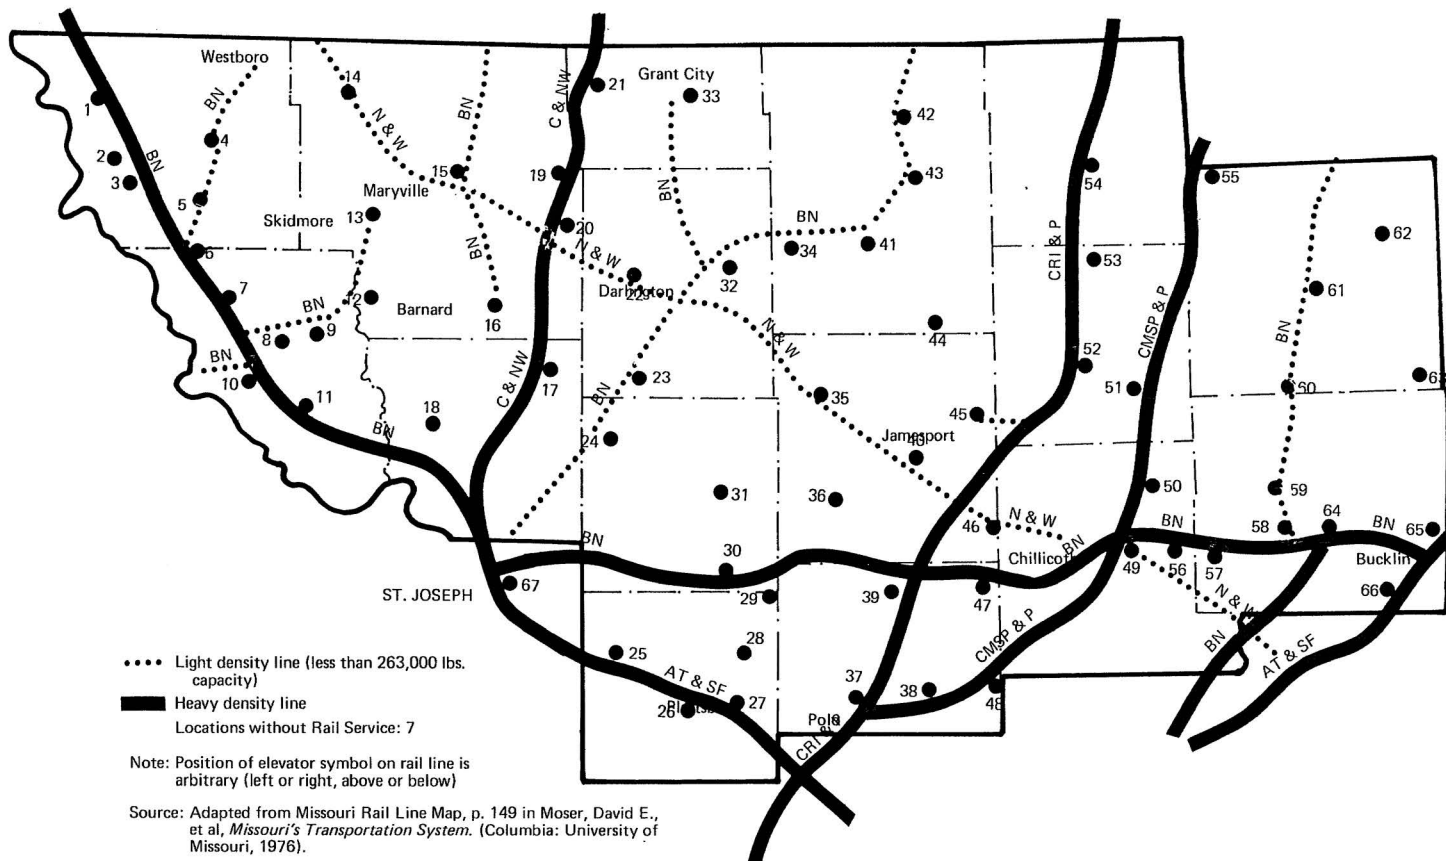 Westboro
14
BN
1
4
2
3
BN
5
Skidmore
6
7
N & W
BN
15
Maryville
13
C & NW
21
19
20
N & W
Grant City
33
BN
42
43
BN
34
41
CRI & P
54
53
CMSP & P
55
62
61
BN
12
BN
8
9
Barnard
BN
16
Darlington
22
32
N & W
44
52
51
60
63
BN
10
11
BN
18
C & NW
17
23
BN
24
35
45
Jamesport
40
31
36
46
N & W
50
59
58
64
BN
65
BN
30
BN
Chillicoth
BN
49
56
57
Bucklin
66
ST. JOSEPH
67
29
39
47
N & W
BN
AT & SF
25
28
AT & SF
26
Plattsb
27
37
38
CMSP & P
48
Polo
CRI & P
Light density line (less than 263,000 lbs.
capacity)
Heavy density line
Locations without Rail Service: 7
Note: Position of elevator symbol on rail line is
arbitrary (left or right, above or below)
Source: Adapted from Missouri Rail Line Map, p. 149 in Moser, David E.,
et al, Missouri's Transportation System. (Columbia: University of
Missouri, 1976).